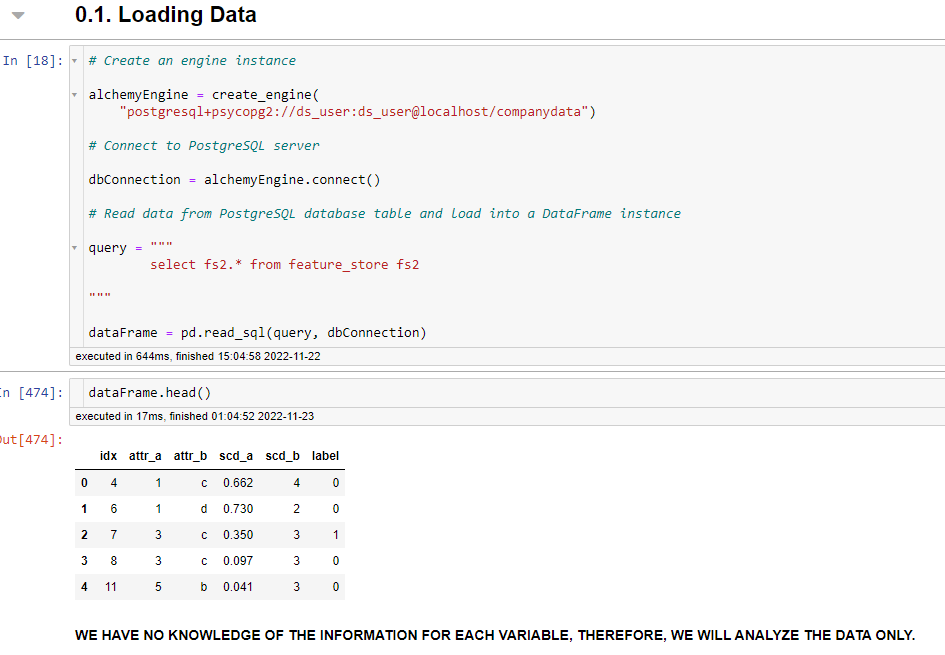 0.1. Loading Data
In [18]:
# Create an engine instance
alchemyEngine = create_engine(
"postgresql+psycopg2://ds_user:ds_user@localhost/companydata")
# Connect to PostgreSQL server
dbConnection = alchemyEngine.connect()
# Read data from PostgreSQL database table and load into a DataFrame instance
query = """
select fs2.* from feature_store fs2
"""
dataFrame = pd.read_sql(query, dbConnection)
executed in 644ms, finished 15:04:58 2022-11-22
In [474]: dataFrame.head()
executed in 17ms, finished 01:04:52 2022-11-23
Out[474]:
idx attr_a attr_b scd_a scd_b label
0 4 1 c 0.662 4 0
1 6 1 d 0.730 2 0
2 7 3 c 0.350 3 1
3 8 3 c 0.097 3 0
4 11 5 b 0.041 3 0
WE HAVE NO KNOWLEDGE OF THE INFORMATION FOR EACH VARIABLE, THEREFORE, WE WILL ANALYZE THE DATA ONLY.